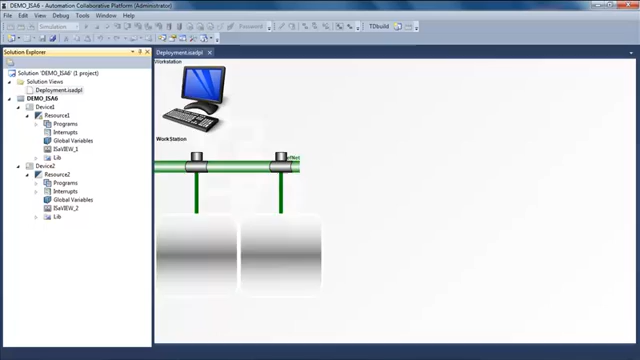 DEMO_ISA6 - Automation Collaborative Platform (Administrator)
File Edit View Project Debug Tools Window Help
Simulation Password TDbuild
Solution Explorer
Solution 'DEMO_ISA6' (1 project)
Solution Views
Deployment.isadpl
DEMO_ISA6
Device1
Resource1
Programs
Interrupts
Global Variables
ISaVIEW_1
Lib
Device2
Resource2
Programs
Interrupts
Global Variables
ISaVIEW_2
Lib
Deployment.isadpl
Workstation
WorkStation